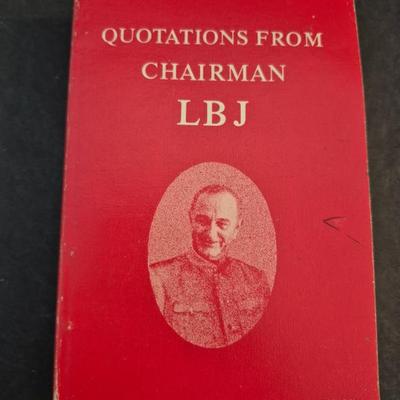 QUOTATIONS FROM
CHAIRMAN
LBJ